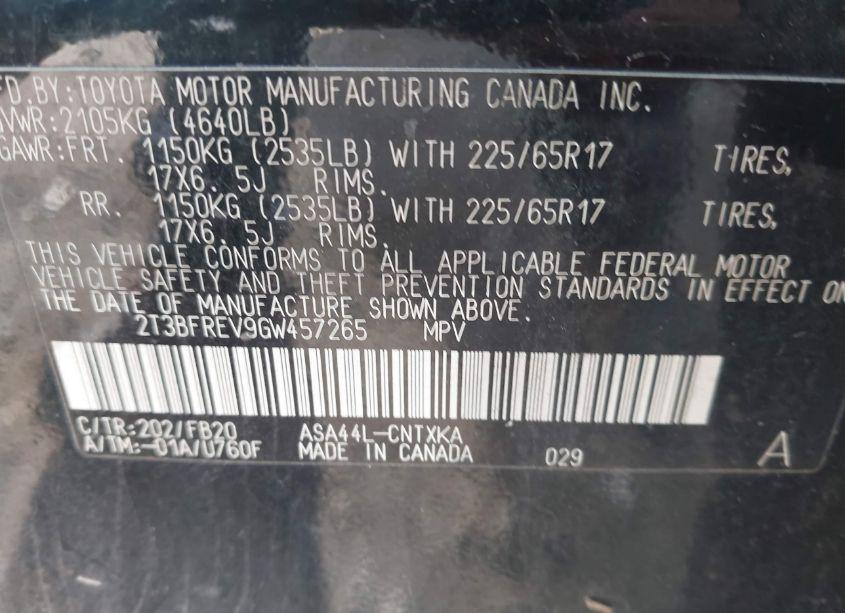 FD.BY:TOYOTA MOTOR MANUFACTURING CANADA INC.
VWR:2105KG (4640LB)
GAWR:FRT. 1150KG (2535LB) WITH 225/65R17 TIRES,
17X6. 5J RIMS.
RR. 1150KG (2535LB) WITH 225/65R17 TIRES,
17X6. 5J RIMS.
THIS VEHICLE CONFORMS TO ALL APPLICABLE FEDERAL MOTOR
VEHICLE SAFETY AND THEFT PREVENTION STANDARDS IN EFFECT ON
THE DATE OF MANUFACTURE SHOWN ABOVE.
2T3BFREV9GW457265 MPV
C/TR:202/FB20 ASA44L-CNTXKA
A/TM:-01A/U760F MADE IN CANADA 029 A